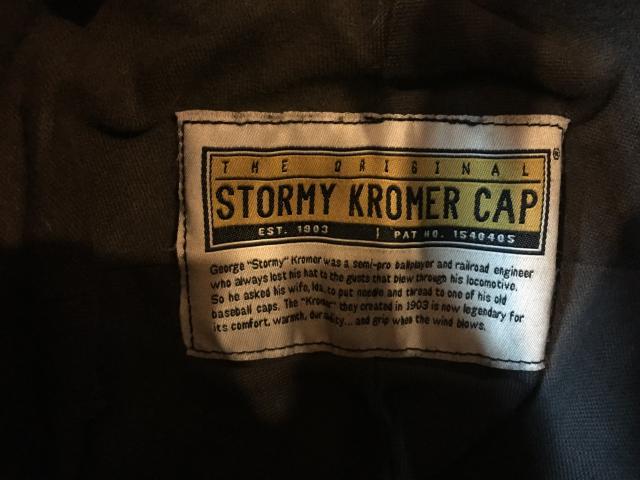 THE ORIGINAL
STORMY KROMER CAP
EST. 1903 | PAT NO. 1540405
George "Stormy" Kromer was a semi-pro ballplayer and railroad engineer
who always lost his hat to the gusts that blew through his locomotive.
So he asked his wife, Ida, to put needle and thread to one of his old
baseball caps. The "Kromer" they created in 1903 is now legendary for
its comfort, warmth, durability... and grip when the wind blows.
®